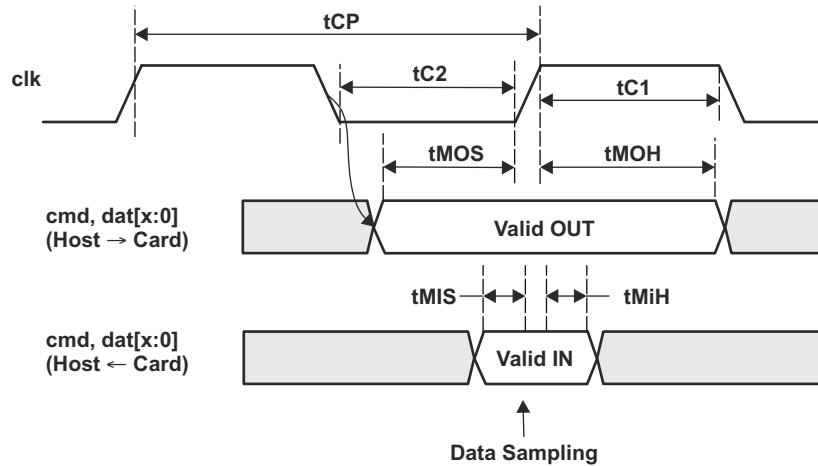 tCP
clk
tC2
tC1
tMOS
tMOH
cmd, dat[x:0]
(Host → Card)
Valid OUT
tMIS
tMiH
cmd, dat[x:0]
(Host ← Card)
Valid IN
Data Sampling